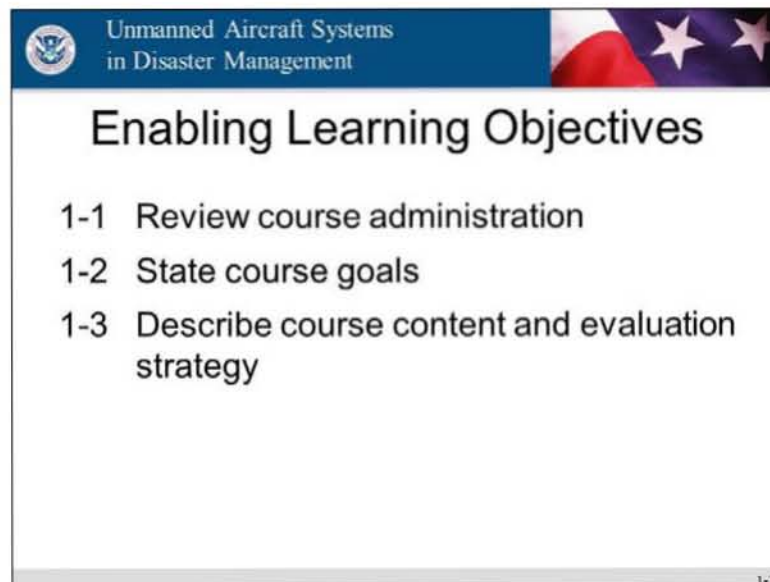 Unmanned Aircraft Systems
in Disaster Management
Enabling Learning Objectives
1-1 Review course administration
1-2 State course goals
1-3 Describe course content and evaluation
strategy